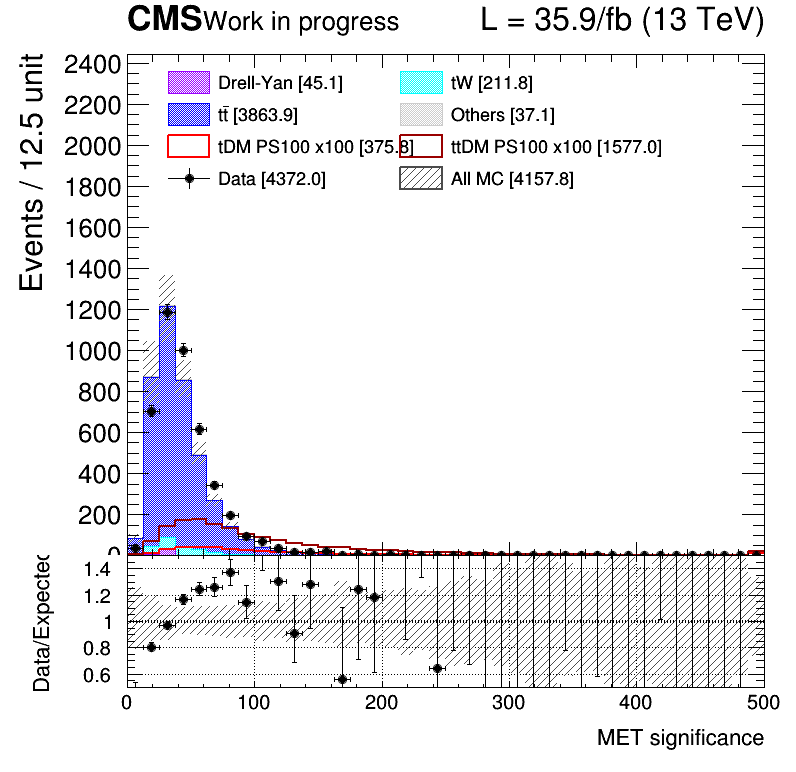 CMS Work in progress L = 35.9/fb (13 TeV)
Events / 12.5 unit
2400
2200
2000
1800
1600
1400
1200
1000
800
600
400
200
0
Drell-Yan [45.1] tW [211.8]
tt̄ [3863.9] Others [37.1]
tDM PS100 x100 [375.8] ttDM PS100 x100 [1577.0]
Data [4372.0] All MC [4157.8]
Data/Expected
1.4
1.2
1
0.8
0.6
0 100 200 300 400 500
MET significance